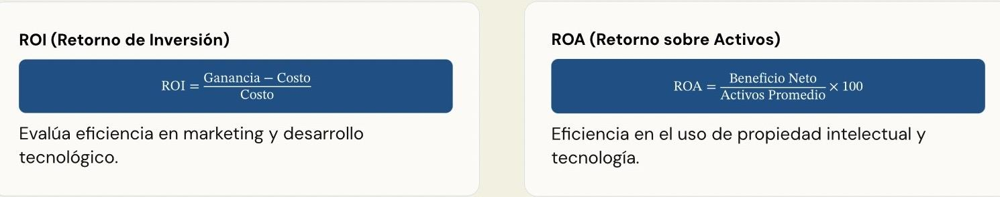 ROI (Retorno de Inversión)
ROI = (Ganancia − Costo) / Costo
Evalúa eficiencia en marketing y desarrollo
tecnológico.
ROA (Retorno sobre Activos)
ROA = (Beneficio Neto) / (Activos Promedio) × 100
Eficiencia en el uso de propiedad intelectual y
tecnología.